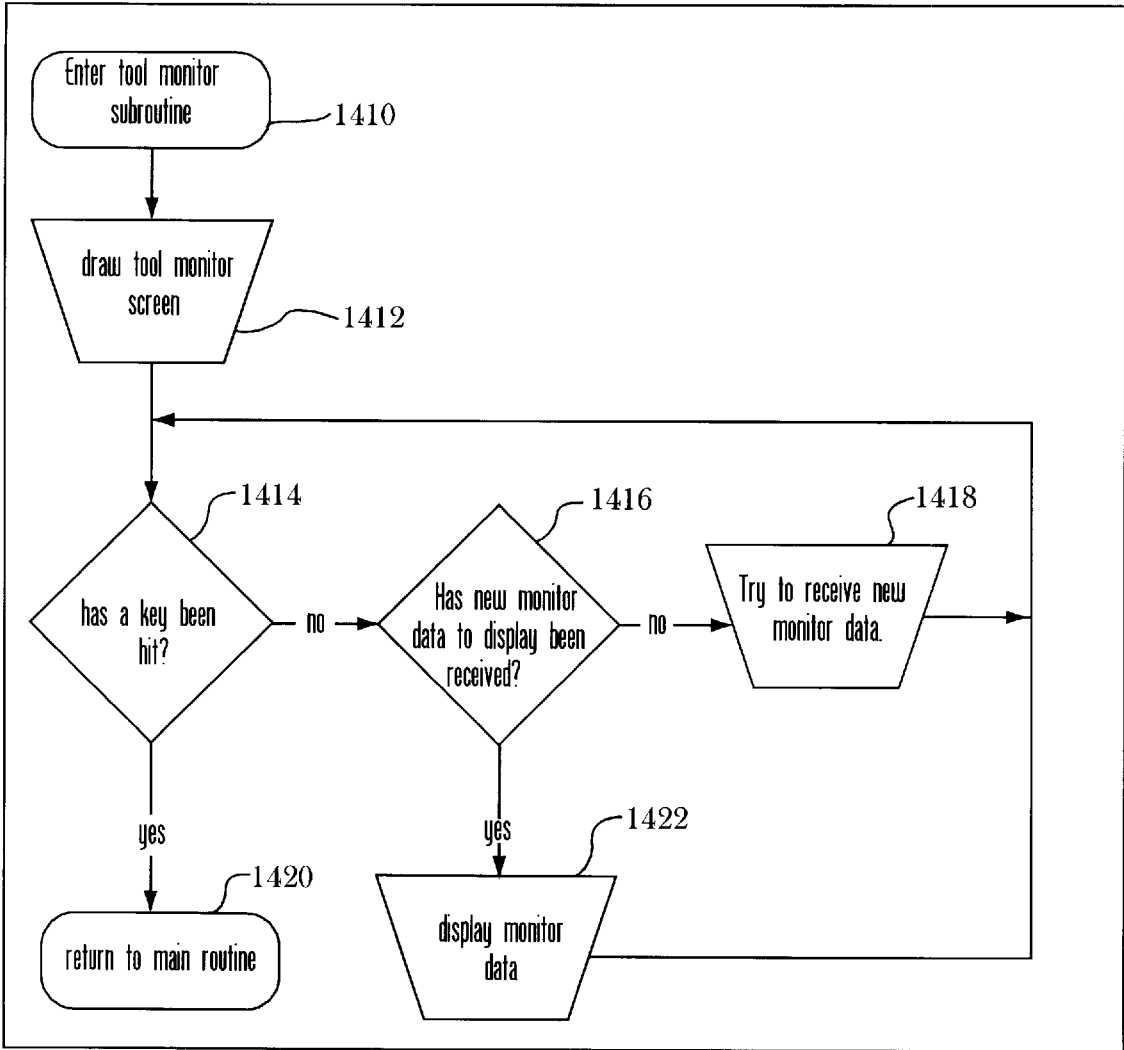 Enter tool monitor
subroutine
1410
draw tool monitor
screen
1412
1414
has a key been
hit?
no
1416
Has new monitor
data to display been
received?
no
1418
Try to receive new
monitor data.
yes
1420
return to main routine
yes
1422
display monitor
data